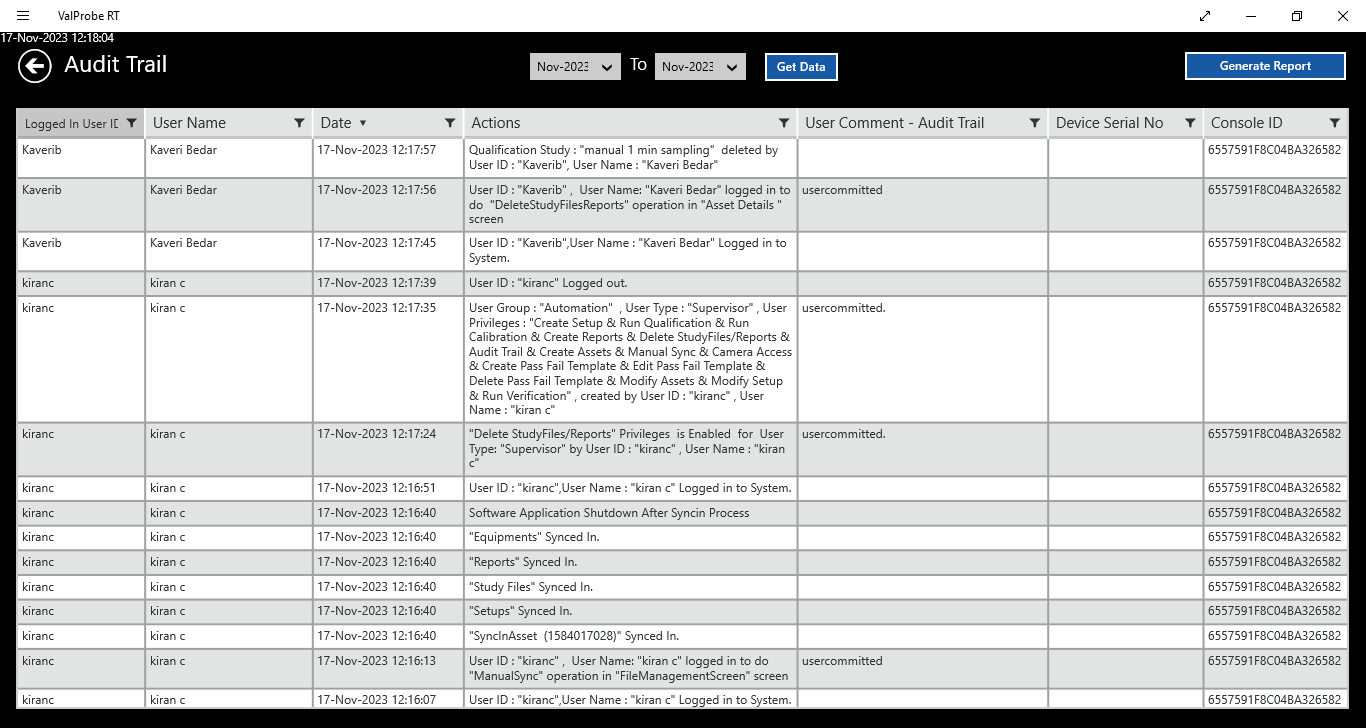 ValProbe RT
17-Nov-2023 12:18:04
Audit Trail
Nov-2023 To Nov-2023 Get Data
Generate Report
Logged In User ID User Name Date Actions User Comment - Audit Trail Device Serial No Console ID
Kaverib Kaveri Bedar 17-Nov-2023 12:17:57 Qualification Study : "manual 1 min sampling" deleted by 6557591F8C04BA326582
User ID : "Kaverib", User Name : "Kaveri Bedar"
Kaverib Kaveri Bedar 17-Nov-2023 12:17:56 User ID : "Kaverib" , User Name: "Kaveri Bedar" logged in to usercommitted 6557591F8C04BA326582
do "DeleteStudyFilesReports" operation in "Asset Details "
screen
Kaverib Kaveri Bedar 17-Nov-2023 12:17:45 User ID : "Kaverib",User Name : "Kaveri Bedar" Logged in to 6557591F8C04BA326582
System.
kiranc kiran c 17-Nov-2023 12:17:39 User ID : "kiranc" Logged out. 6557591F8C04BA326582
kiranc kiran c 17-Nov-2023 12:17:35 User Group : "Automation" , User Type : "Supervisor" , User usercommitted. 6557591F8C04BA326582
Privileges : "Create Setup & Run Qualification & Run
Calibration & Create Reports & Delete StudyFiles/Reports &
Audit Trail & Create Assets & Manual Sync & Camera Access
& Create Pass Fail Template & Edit Pass Fail Template &
Delete Pass Fail Template & Modify Assets & Modify Setup
& Run Verification" , created by User ID : "kiranc" , User
Name : "kiran c"
kiranc kiran c 17-Nov-2023 12:17:24 "Delete StudyFiles/Reports" Privileges is Enabled for User usercommitted. 6557591F8C04BA326582
Type: "Supervisor" by User ID : "kiranc" , User Name : "kiran
c"
kiranc kiran c 17-Nov-2023 12:16:51 User ID : "kiranc",User Name : "kiran c" Logged in to System. 6557591F8C04BA326582
kiranc kiran c 17-Nov-2023 12:16:40 Software Application Shutdown After Syncin Process 6557591F8C04BA326582
kiranc kiran c 17-Nov-2023 12:16:40 "Equipments" Synced In. 6557591F8C04BA326582
kiranc kiran c 17-Nov-2023 12:16:40 "Reports" Synced In. 6557591F8C04BA326582
kiranc kiran c 17-Nov-2023 12:16:40 "Study Files" Synced In. 6557591F8C04BA326582
kiranc kiran c 17-Nov-2023 12:16:40 "Setups" Synced In. 6557591F8C04BA326582
kiranc kiran c 17-Nov-2023 12:16:40 "SyncInAsset (1584017028)" Synced In. 6557591F8C04BA326582
kiranc kiran c 17-Nov-2023 12:16:13 User ID : "kiranc" , User Name: "kiran c" logged in to do usercommitted 6557591F8C04BA326582
"ManualSync" operation in "FileManagementScreen" screen
kiranc kiran c 17-Nov-2023 12:16:07 User ID : "kiranc",User Name : "kiran c" Logged in to System. 6557591F8C04BA326582